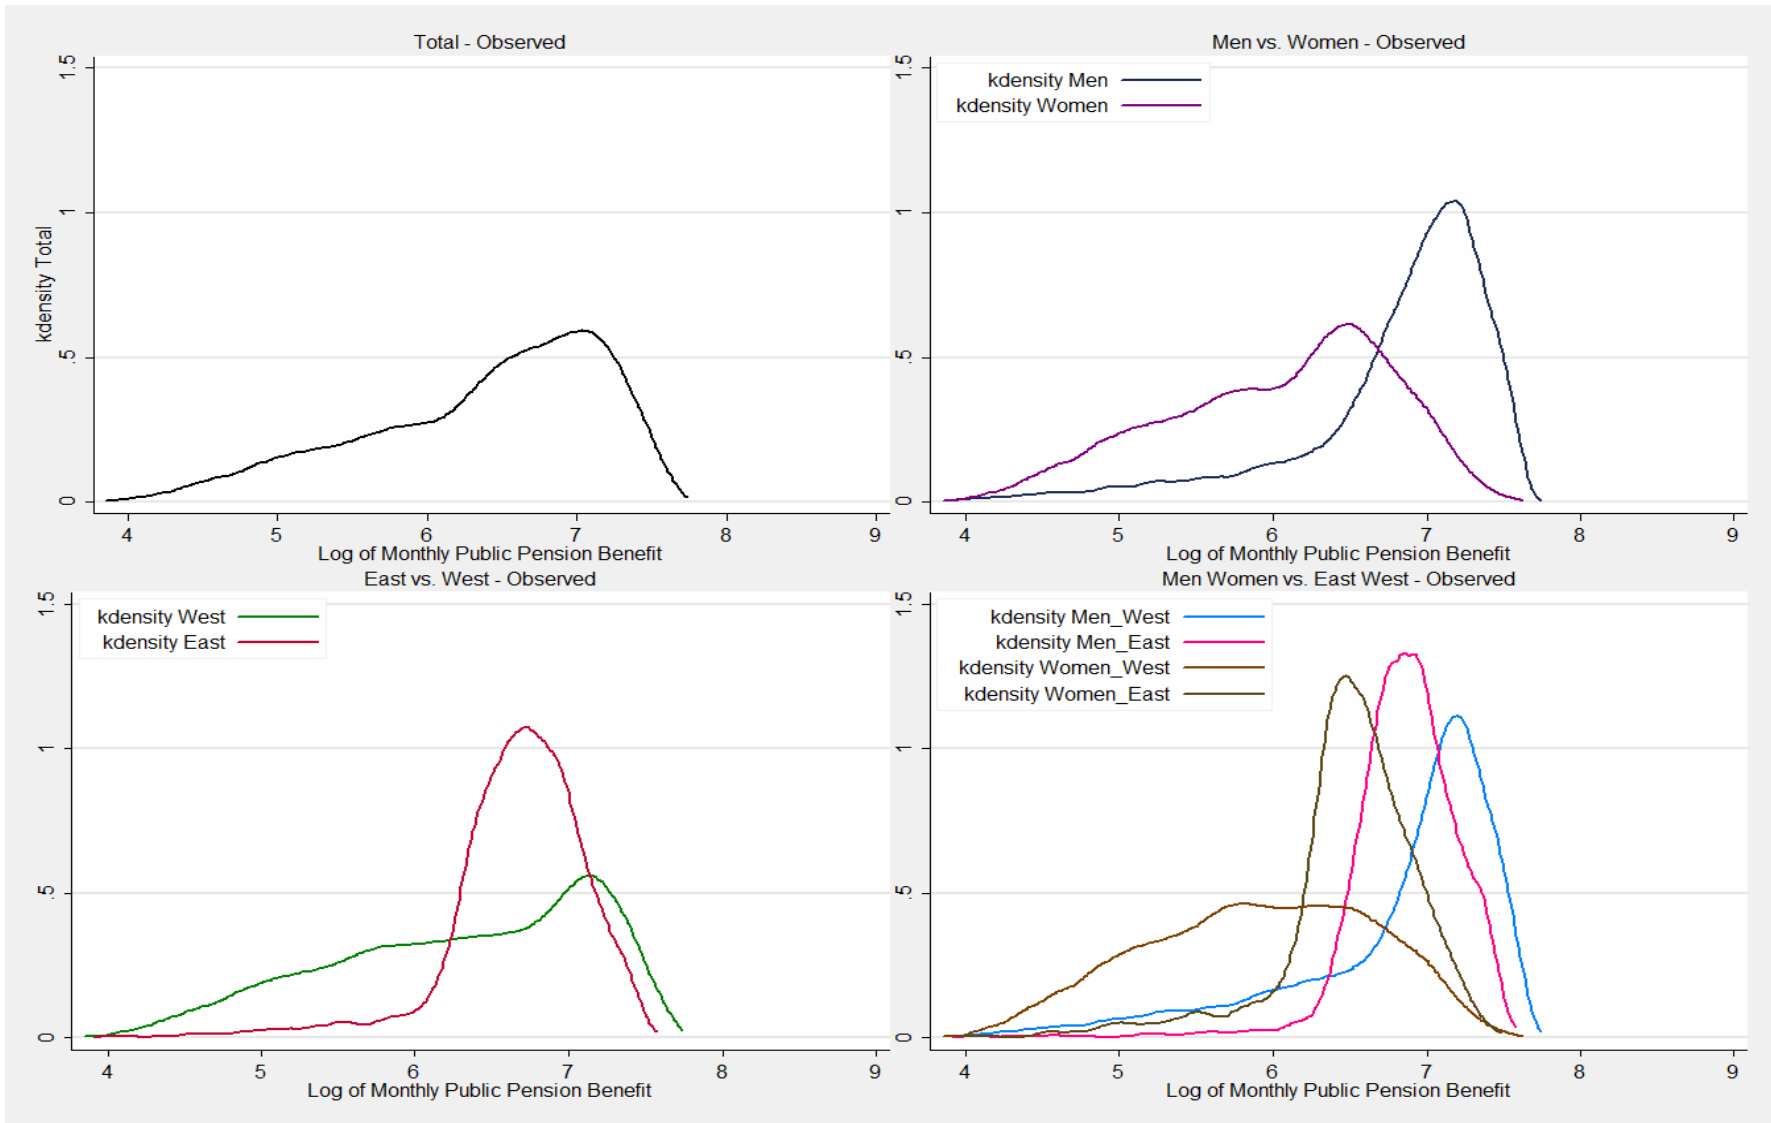 Total - Observed
1.5
1
.5
0
kdensity Total
4 5 6 7 8 9
Log of Monthly Public Pension Benefit
Men vs. Women - Observed
kdensity Men
kdensity Women
1.5
1
.5
0
4 5 6 7 8 9
Log of Monthly Public Pension Benefit
East vs. West - Observed
kdensity West
kdensity East
1.5
1
.5
0
4 5 6 7 8 9
Log of Monthly Public Pension Benefit
Men Women vs. East West - Observed
kdensity Men_West
kdensity Men_East
kdensity Women_West
kdensity Women_East
1.5
1
.5
0
4 5 6 7 8 9
Log of Monthly Public Pension Benefit